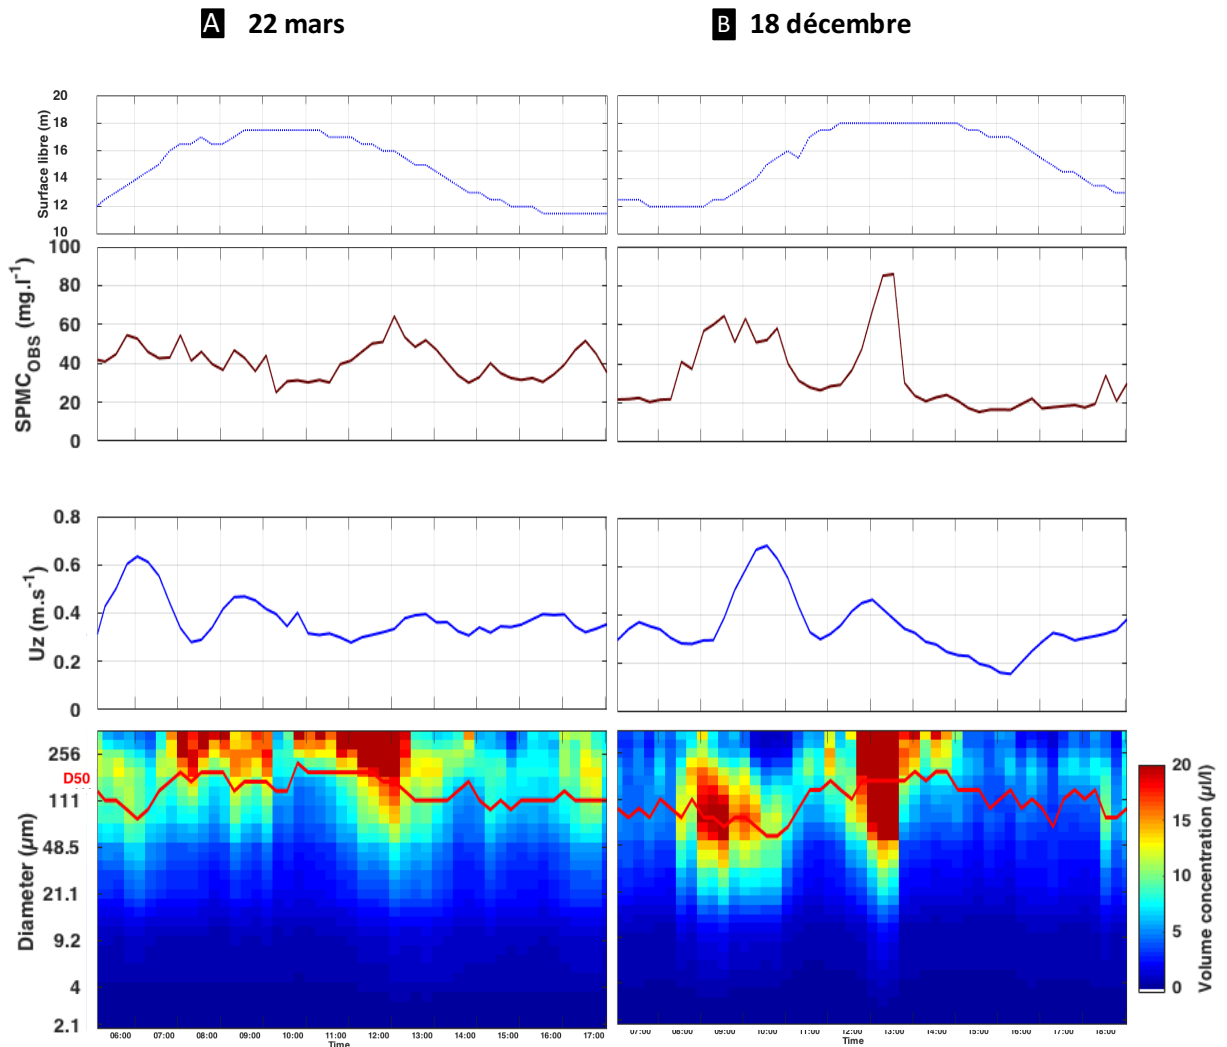 A 22 mars
B 18 décembre
Surface libre (m)
20
18
16
14
12
10
SPMC_OBS (mg.l⁻¹)
100
80
60
40
20
0
Uz (m.s⁻¹)
0.8
0.6
0.4
0.2
0
Diameter (µm)
256
D50
111
48.5
21.1
9.2
4
2.1
06:00 07:00 08:00 09:00 10:00 11:00 12:00 13:00 14:00 15:00 16:00 17:00
Time
07:00 08:00 09:00 10:00 11:00 12:00 13:00 14:00 15:00 16:00 17:00 18:00
Time
20
15
10
5
0
Volume concentration (µl/l)